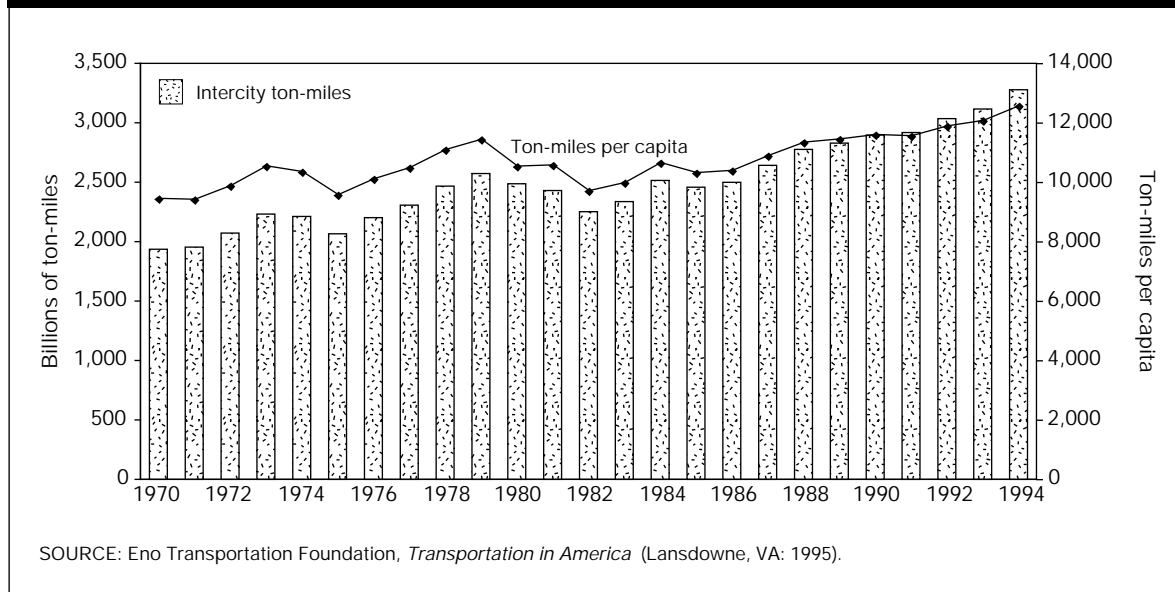 3,500
3,000
2,500
2,000
1,500
1,000
500
0
Billions of ton-miles
Intercity ton-miles
Ton-miles per capita
14,000
12,000
10,000
8,000
6,000
4,000
2,000
0
Ton-miles per capita
1970 1972 1974 1976 1978 1980 1982 1984 1986 1988 1990 1992 1994
SOURCE: Eno Transportation Foundation, Transportation in America (Lansdowne, VA: 1995).